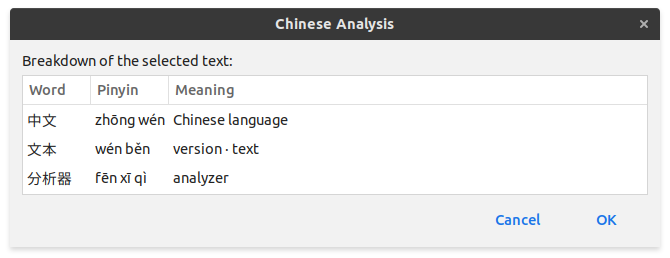 Chinese Analysis
Breakdown of the selected text:
Word Pinyin Meaning
中文 zhōng wén Chinese language
文本 wén běn version · text
分析器 fēn xī qì analyzer
Cancel OK